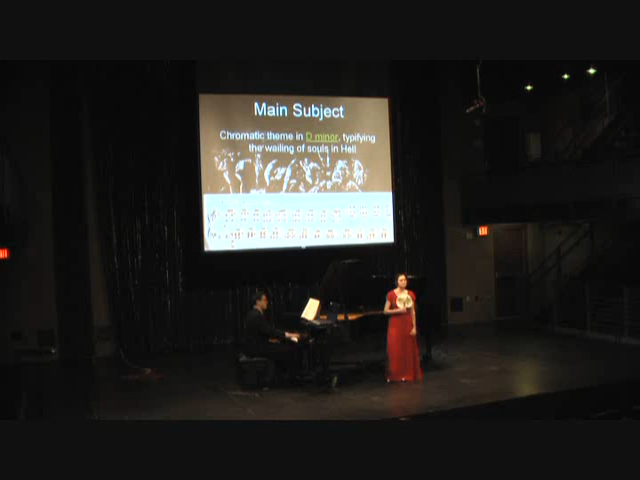 Main Subject
Chromatic theme in D minor, typifying
the wailing of souls in Hell